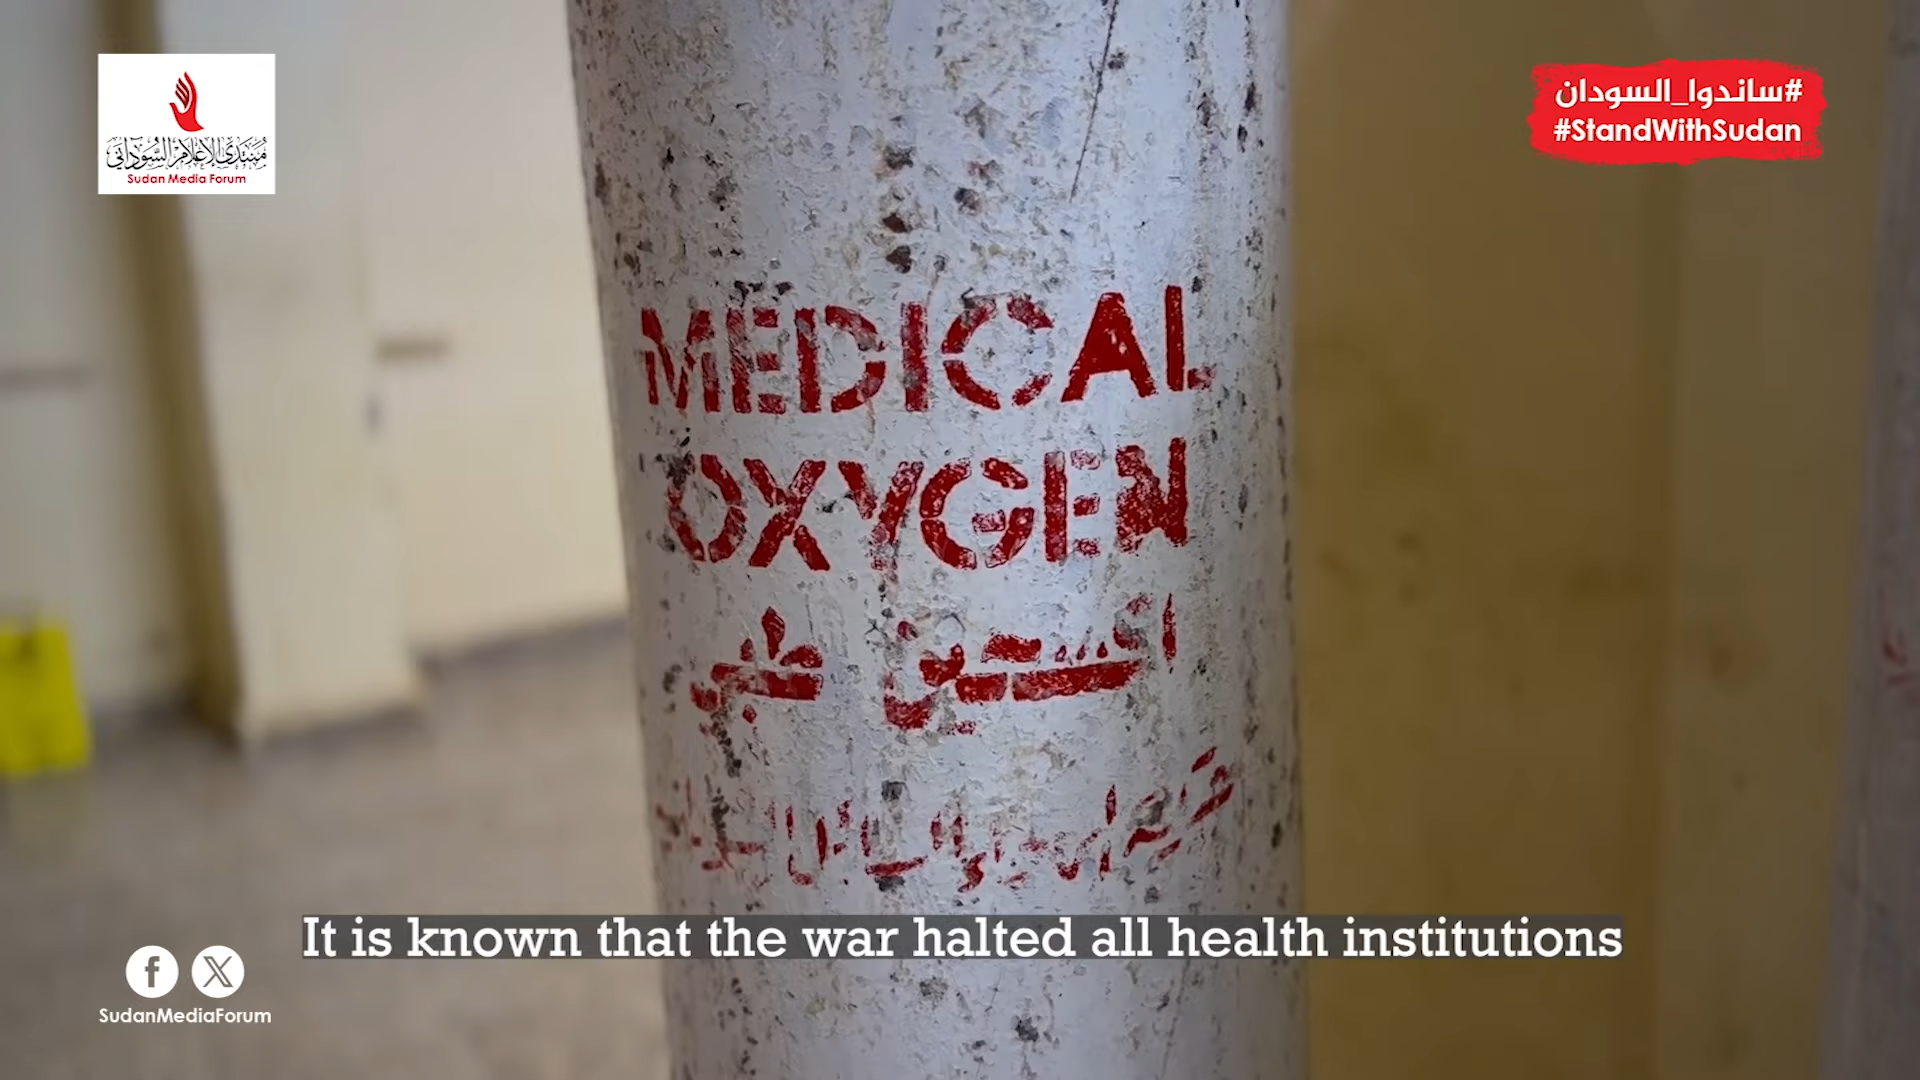 منتدى الإعلام السوداني
Sudan Media Forum
#ساندوا_السودان
#StandWithSudan
MEDICAL
OXYGEN
اكسجين طبي
It is known that the war halted all health institutions
SudanMediaForum